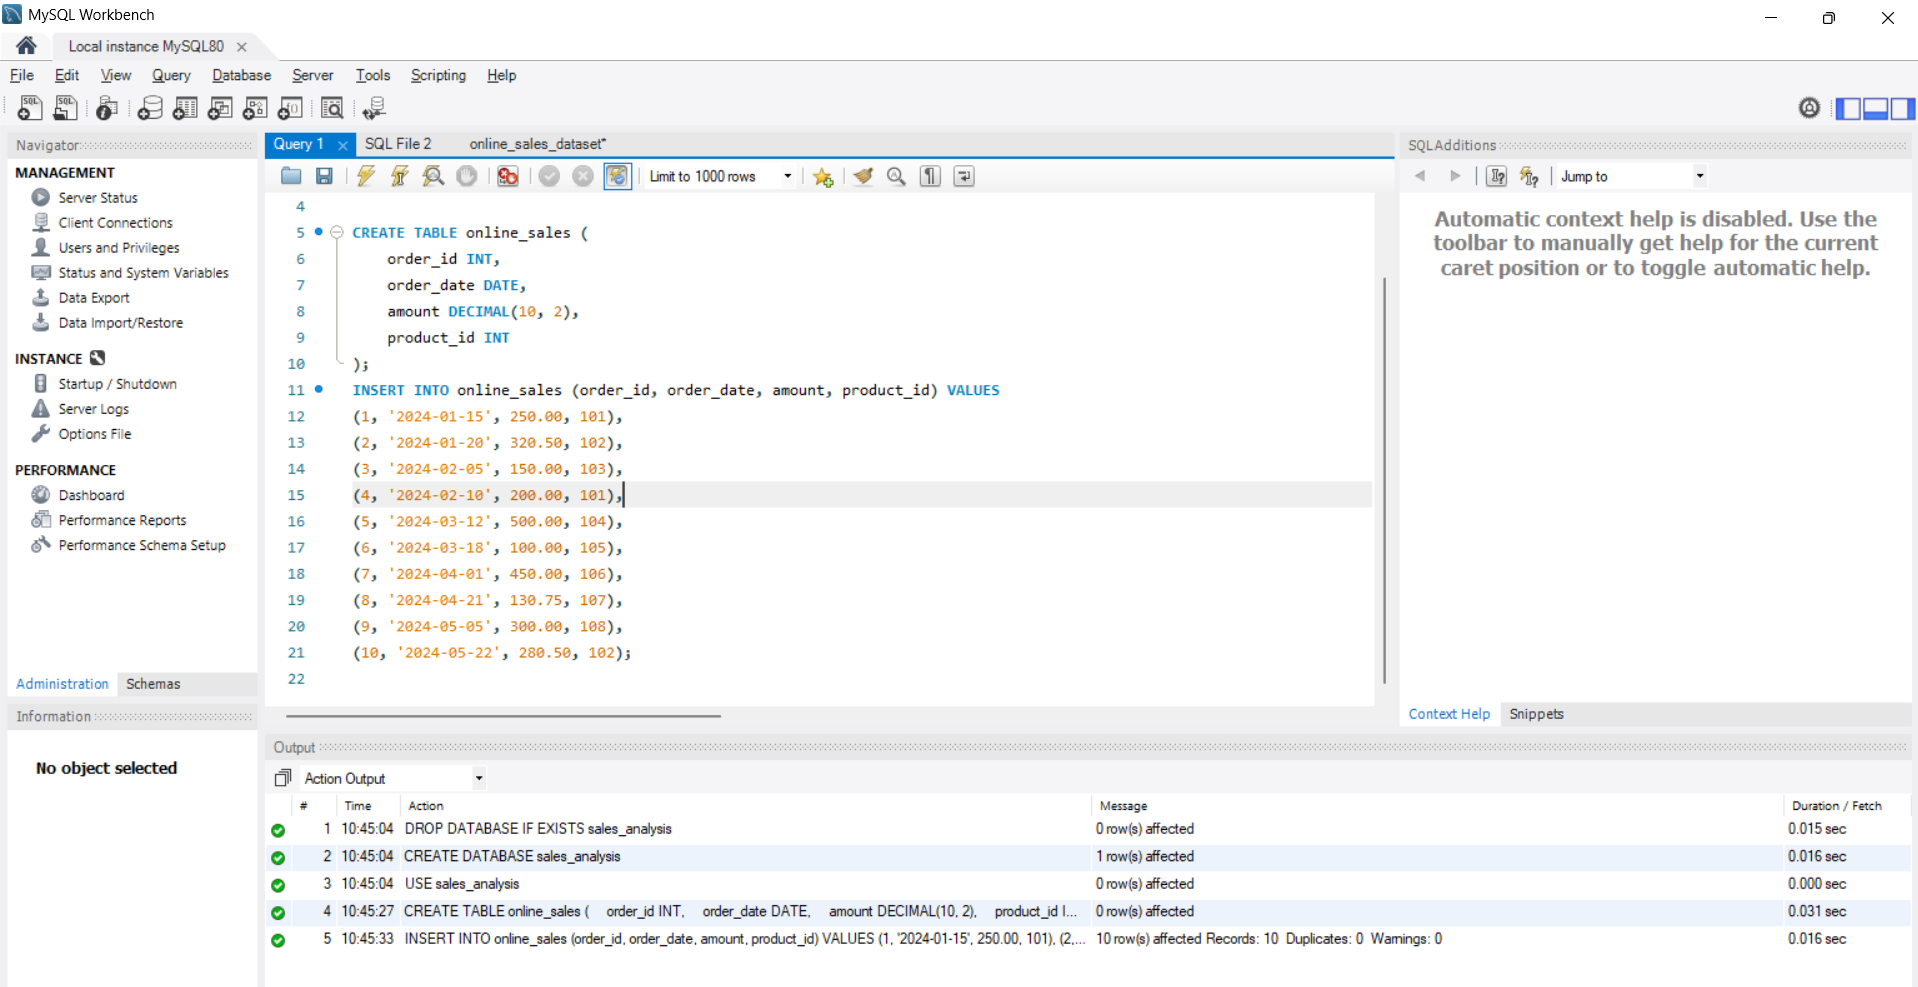 MySQL Workbench
Local instance MySQL80
File Edit View Query Database Server Tools Scripting Help
Navigator
MANAGEMENT
Server Status
Client Connections
Users and Privileges
Status and System Variables
Data Export
Data Import/Restore
INSTANCE
Startup / Shutdown
Server Logs
Options File
PERFORMANCE
Dashboard
Performance Reports
Performance Schema Setup
Administration Schemas
Information
No object selected
Query 1 SQL File 2 online_sales_dataset*
Limit to 1000 rows
4
5 CREATE TABLE online_sales (
6 order_id INT,
7 order_date DATE,
8 amount DECIMAL(10, 2),
9 product_id INT
10 );
11 INSERT INTO online_sales (order_id, order_date, amount, product_id) VALUES
12 (1, '2024-01-15', 250.00, 101),
13 (2, '2024-01-20', 320.50, 102),
14 (3, '2024-02-05', 150.00, 103),
15 (4, '2024-02-10', 200.00, 101),
16 (5, '2024-03-12', 500.00, 104),
17 (6, '2024-03-18', 100.00, 105),
18 (7, '2024-04-01', 450.00, 106),
19 (8, '2024-04-21', 130.75, 107),
20 (9, '2024-05-05', 300.00, 108),
21 (10, '2024-05-22', 280.50, 102);
22
SQLAdditions
Jump to
Automatic context help is disabled. Use the
toolbar to manually get help for the current
caret position or to toggle automatic help.
Context Help Snippets
Output
Action Output
# Time Action Message Duration / Fetch
1 10:45:04 DROP DATABASE IF EXISTS sales_analysis 0 row(s) affected 0.015 sec
2 10:45:04 CREATE DATABASE sales_analysis 1 row(s) affected 0.016 sec
3 10:45:04 USE sales_analysis 0 row(s) affected 0.000 sec
4 10:45:27 CREATE TABLE online_sales ( order_id INT, order_date DATE, amount DECIMAL(10, 2), product_id I... 0 row(s) affected 0.031 sec
5 10:45:33 INSERT INTO online_sales (order_id, order_date, amount, product_id) VALUES (1, '2024-01-15', 250.00, 101), (2,... 10 row(s) affected Records: 10 Duplicates: 0 Warnings: 0 0.016 sec